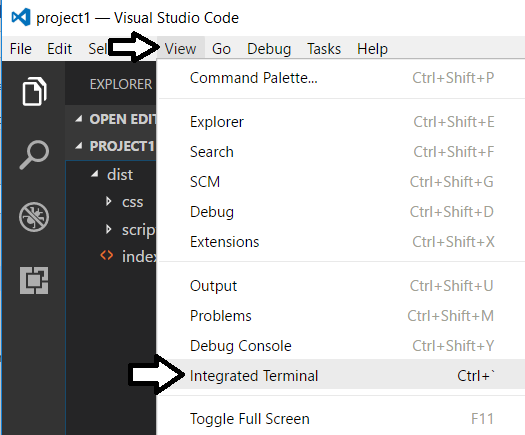 project1 — Visual Studio Code
File Edit Sel View Go Debug Tasks Help
EXPLORER
OPEN EDIT
PROJECT1
dist
css
script
index
Command Palette... Ctrl+Shift+P
Explorer Ctrl+Shift+E
Search Ctrl+Shift+F
SCM Ctrl+Shift+G
Debug Ctrl+Shift+D
Extensions Ctrl+Shift+X
Output Ctrl+Shift+U
Problems Ctrl+Shift+M
Debug Console Ctrl+Shift+Y
Integrated Terminal Ctrl+`
Toggle Full Screen F11